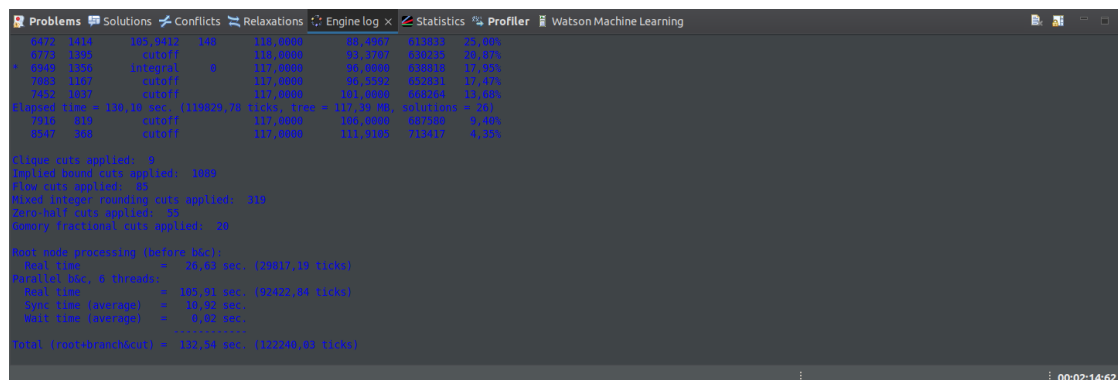 Problems Solutions Conflicts Relaxations Engine log × Statistics Profiler Watson Machine Learning
6472 1414 105,9412 148 118,0000 88,4967 613833 25,00%
6773 1395 cutoff 118,0000 93,3707 630235 20,87%
* 6949 1356 integral 0 117,0000 96,0000 638818 17,95%
7083 1167 cutoff 117,0000 96,5592 652831 17,47%
7452 1037 cutoff 117,0000 101,0000 668264 13,68%
Elapsed time = 130,10 sec. (119829,78 ticks, tree = 117,39 MB, solutions = 26)
7916 819 cutoff 117,0000 106,0000 687580 9,40%
8547 368 cutoff 117,0000 111,9105 713417 4,35%
Clique cuts applied: 9
Implied bound cuts applied: 1089
Flow cuts applied: 85
Mixed integer rounding cuts applied: 319
Zero-half cuts applied: 55
Gomory fractional cuts applied: 20
Root node processing (before b&c):
Real time = 26,63 sec. (29817,19 ticks)
Parallel b&c, 6 threads:
Real time = 105,91 sec. (92422,84 ticks)
Sync time (average) = 10,92 sec.
Wait time (average) = 0,02 sec.
------------
Total (root+branch&cut) = 132,54 sec. (122240,03 ticks)
00:02:14:62